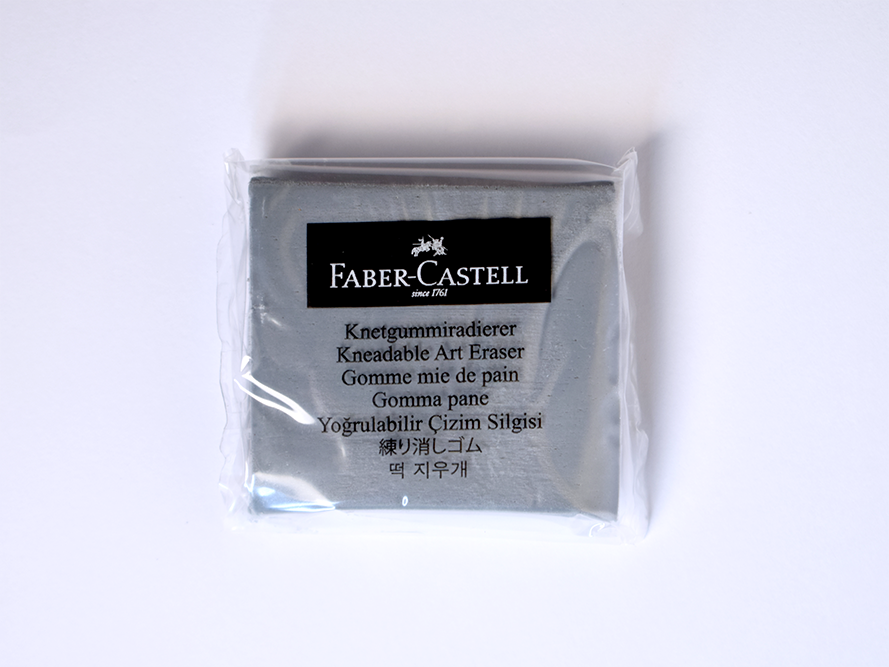 FABER-CASTELL
since 1761
Knetgummiradierer
Kneadable Art Eraser
Gomme mie de pain
Gomma pane
Yoğrulabilir Çizim Silgisi
練り消しゴム
떡 지우개